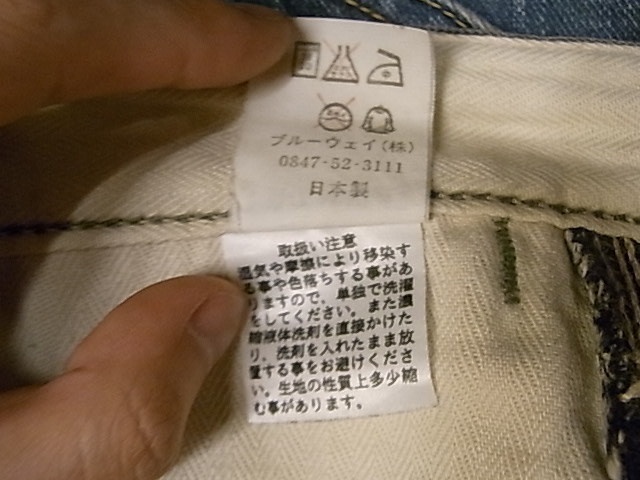 ブルーウェイ(株)
0847-52-3111
日本製
取扱い注意
湿気や摩擦により移染す
る事や色落ちする事があ
りますので、単独で洗濯
をしてください。また濃
縮液体洗剤を直接かけた
り、洗剤を入れたまま放
置する事をお避けくださ
い。生地の性質上多少縮
む事があります。